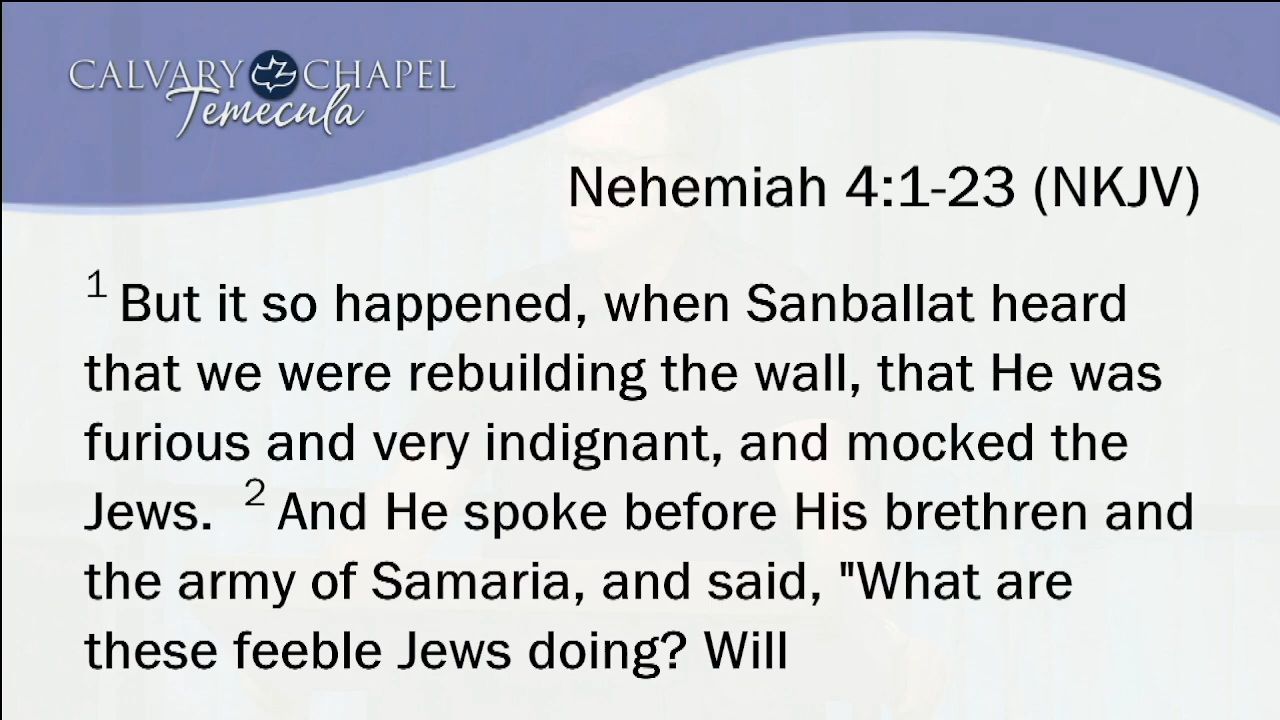 CALVARY CHAPEL
Temecula
Nehemiah 4:1-23 (NKJV)
1 But it so happened, when Sanballat heard
that we were rebuilding the wall, that He was
furious and very indignant, and mocked the
Jews. 2 And He spoke before His brethren and
the army of Samaria, and said, "What are
these feeble Jews doing? Will